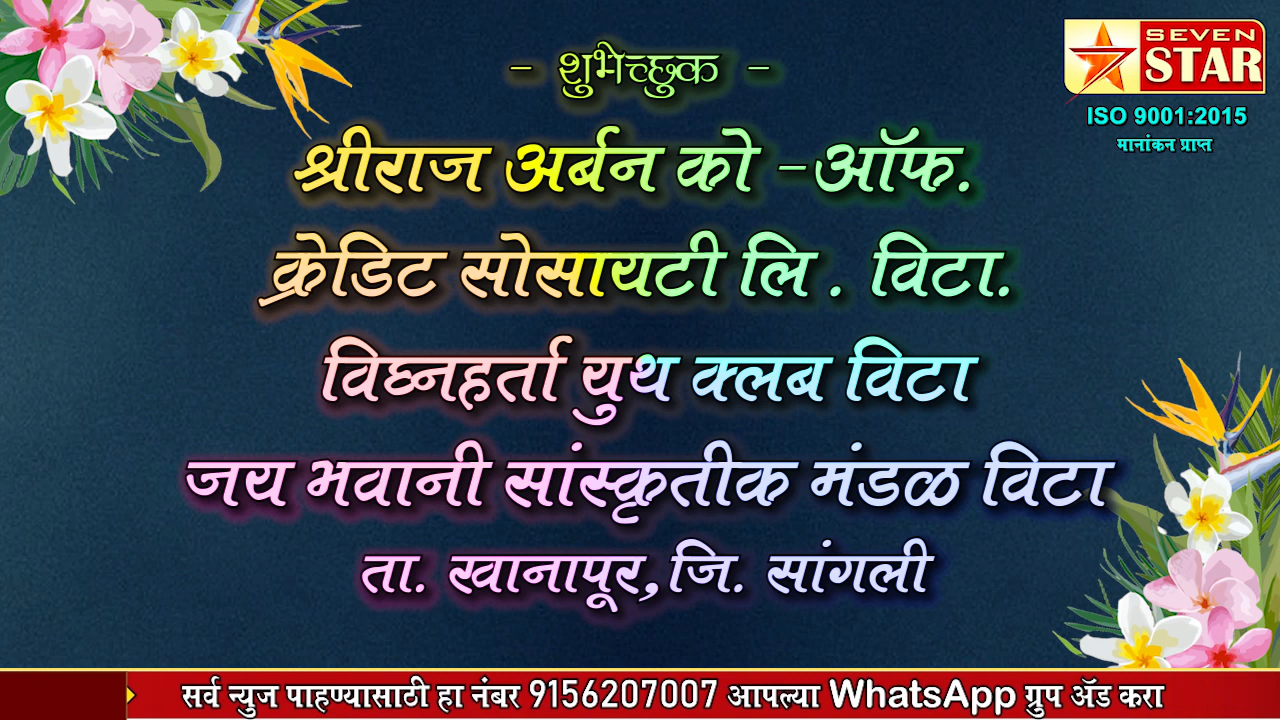 SEVEN
STAR
ISO 9001:2015
मानांकन प्राप्त
- शुभेच्छुक -
श्रीराज अर्बन को -ऑफ.
क्रेडिट सोसायटी लि . विटा.
विघ्नहर्ता युथ क्लब विटा
जय भवानी सांस्कृतीक मंडळ विटा
ता. खानापूर,जि. सांगली
सर्व न्युज पाहण्यासाठी हा नंबर 9156207007 आपल्या WhatsApp ग्रुप ॲड करा